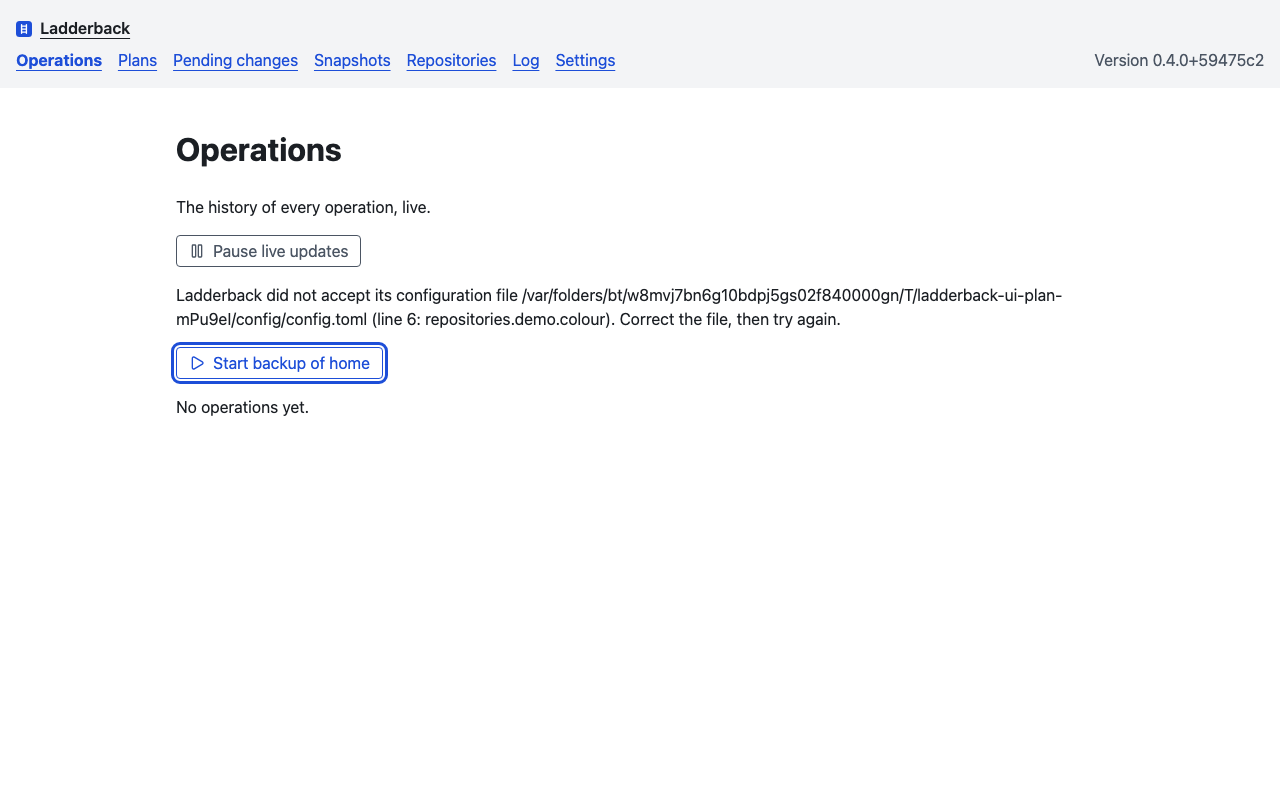 Ladderback
Operations Plans Pending changes Snapshots Repositories Log Settings Version 0.4.0+59475c2
Operations
The history of every operation, live.
Pause live updates
Ladderback did not accept its configuration file /var/folders/bt/w8mvj7bn6g10bdpj5gs02f840000gn/T/ladderback-ui-plan-
mPu9el/config/config.toml (line 6: repositories.demo.colour). Correct the file, then try again.
Start backup of home
No operations yet.